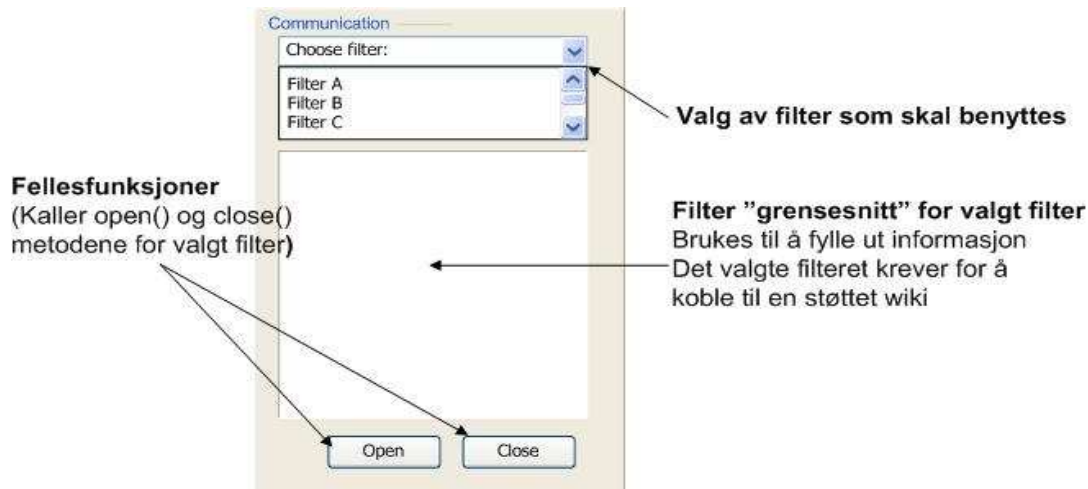 Communication
Choose filter:
Filter A
Filter B
Filter C
Valg av filter som skal benyttes
Fellesfunksjoner
(Kaller open() og close()
metodene for valgt filter)
Filter ”grensesnitt” for valgt filter
Brukes til å fylle ut informasjon
Det valgte filteret krever for å
koble til en støttet wiki
Open
Close